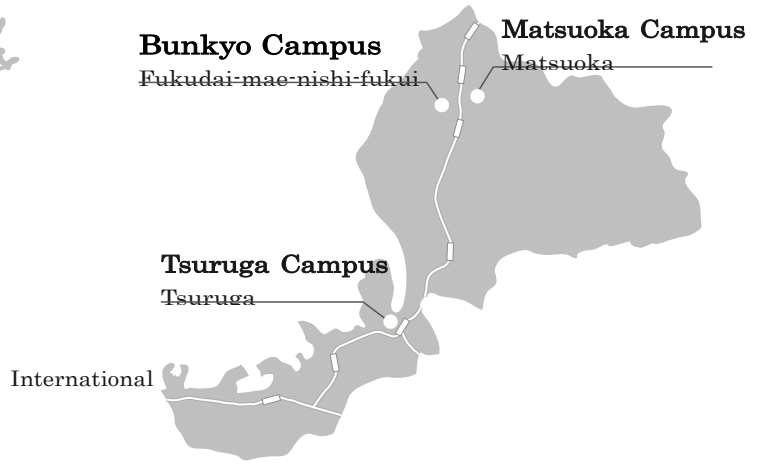 Matsuoka Campus
Matsuoka
Bunkyo Campus
Fukudai-mae-nishi-fukui
Tsuruga Campus
Tsuruga
International